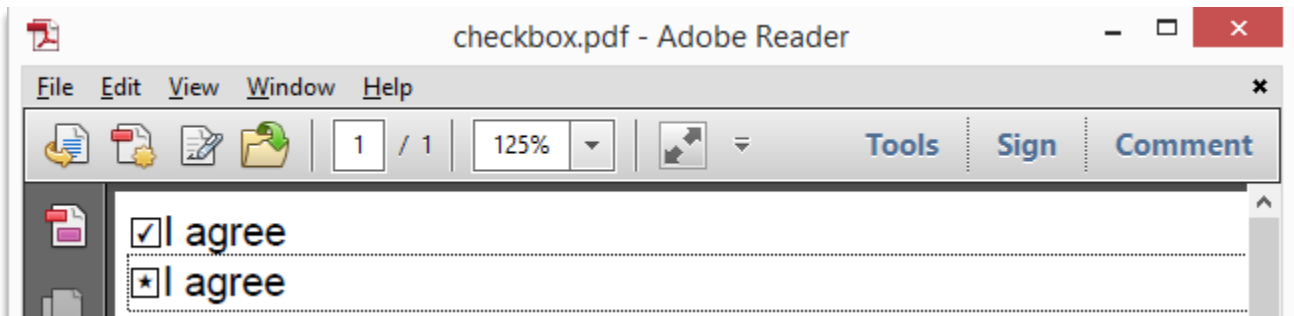 checkbox.pdf - Adobe Reader
File Edit View Window Help
1 / 1 125% Tools Sign Comment
I agree
I agree